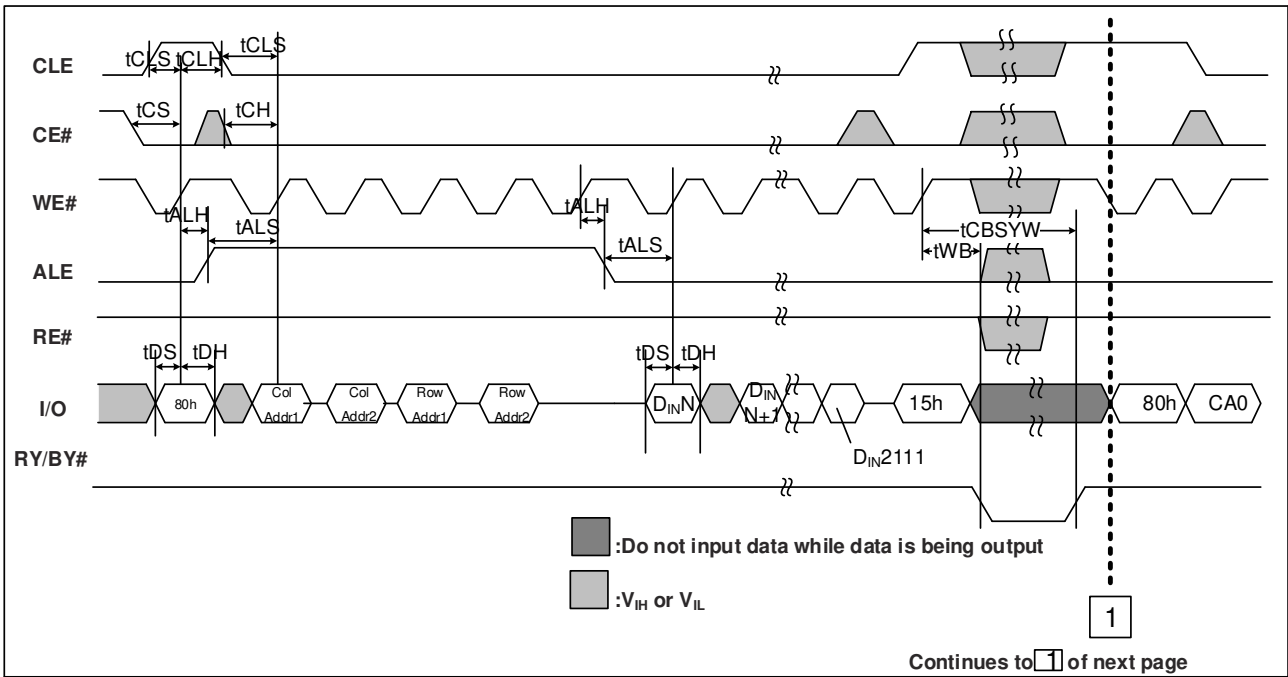 CLE
tCLS
tCLH
tCLS
CE#
tCS
tCH
WE#
tALH
tALS
tALH
tALS
tCBSYW
tWB
ALE
RE#
tDS
tDH
tDS
tDH
I/O
80h
Col
Addr1
Col
Addr2
Row
Addr1
Row
Addr2
DINN
DIN
N+1
DIN2111
15h
80h
CA0
RY/BY#
:Do not input data while data is being output
:VIH or VIL
1
Continues to 1 of next page